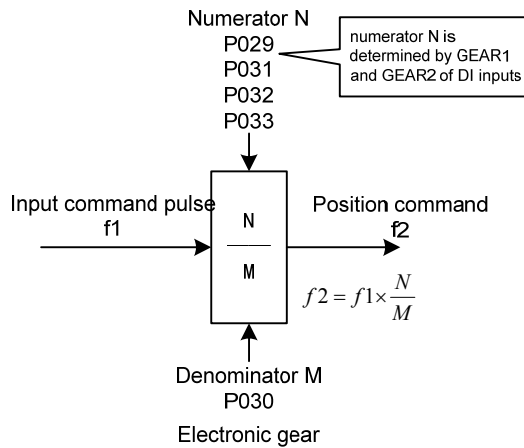 Numerator N
P029
P031
P032
P033
numerator N is
determined by GEAR1
and GEAR2 of DI inputs
Input command pulse
f1
N
M
Position command
f2
f2 = f1 × N/M
Denominator M
P030
Electronic gear